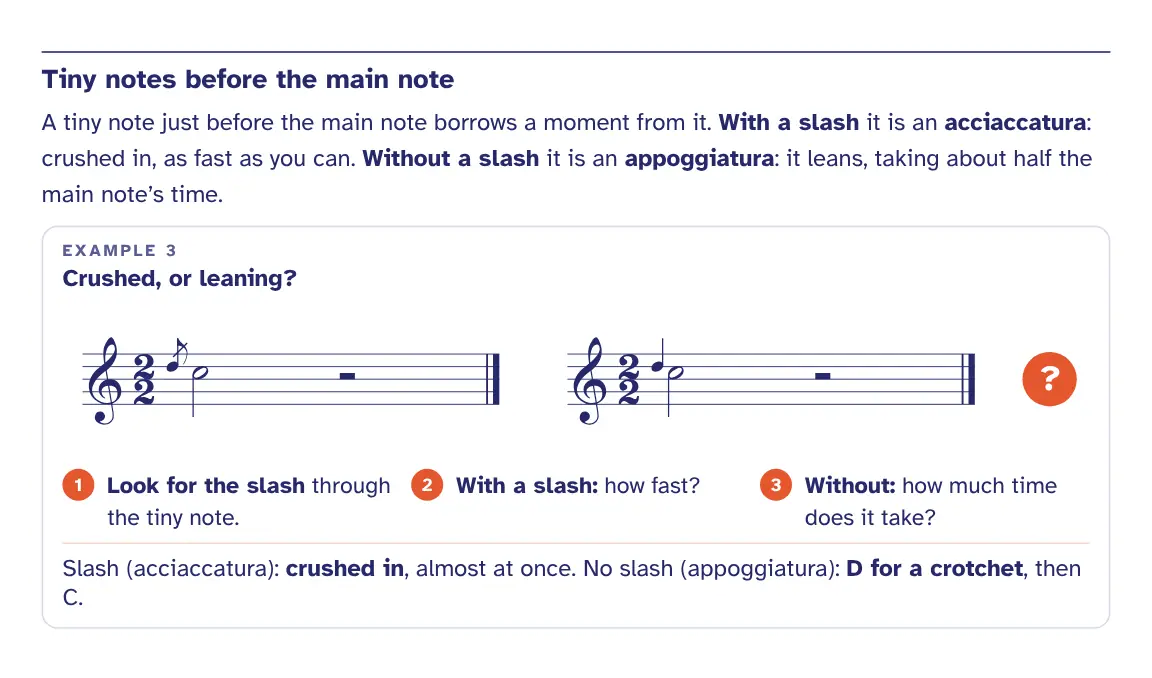 Tiny notes before the main note
A tiny note just before the main note borrows a moment from it. With a slash it is an acciaccatura:
crushed in, as fast as you can. Without a slash it is an appoggiatura: it leans, taking about half the
main note’s time.
EXAMPLE 3
Crushed, or leaning?
2
2
2
2
?
1 Look for the slash through
the tiny note.
2 With a slash: how fast?
3 Without: how much time
does it take?
Slash (acciaccatura): crushed in, almost at once. No slash (appoggiatura): D for a crotchet, then
C.